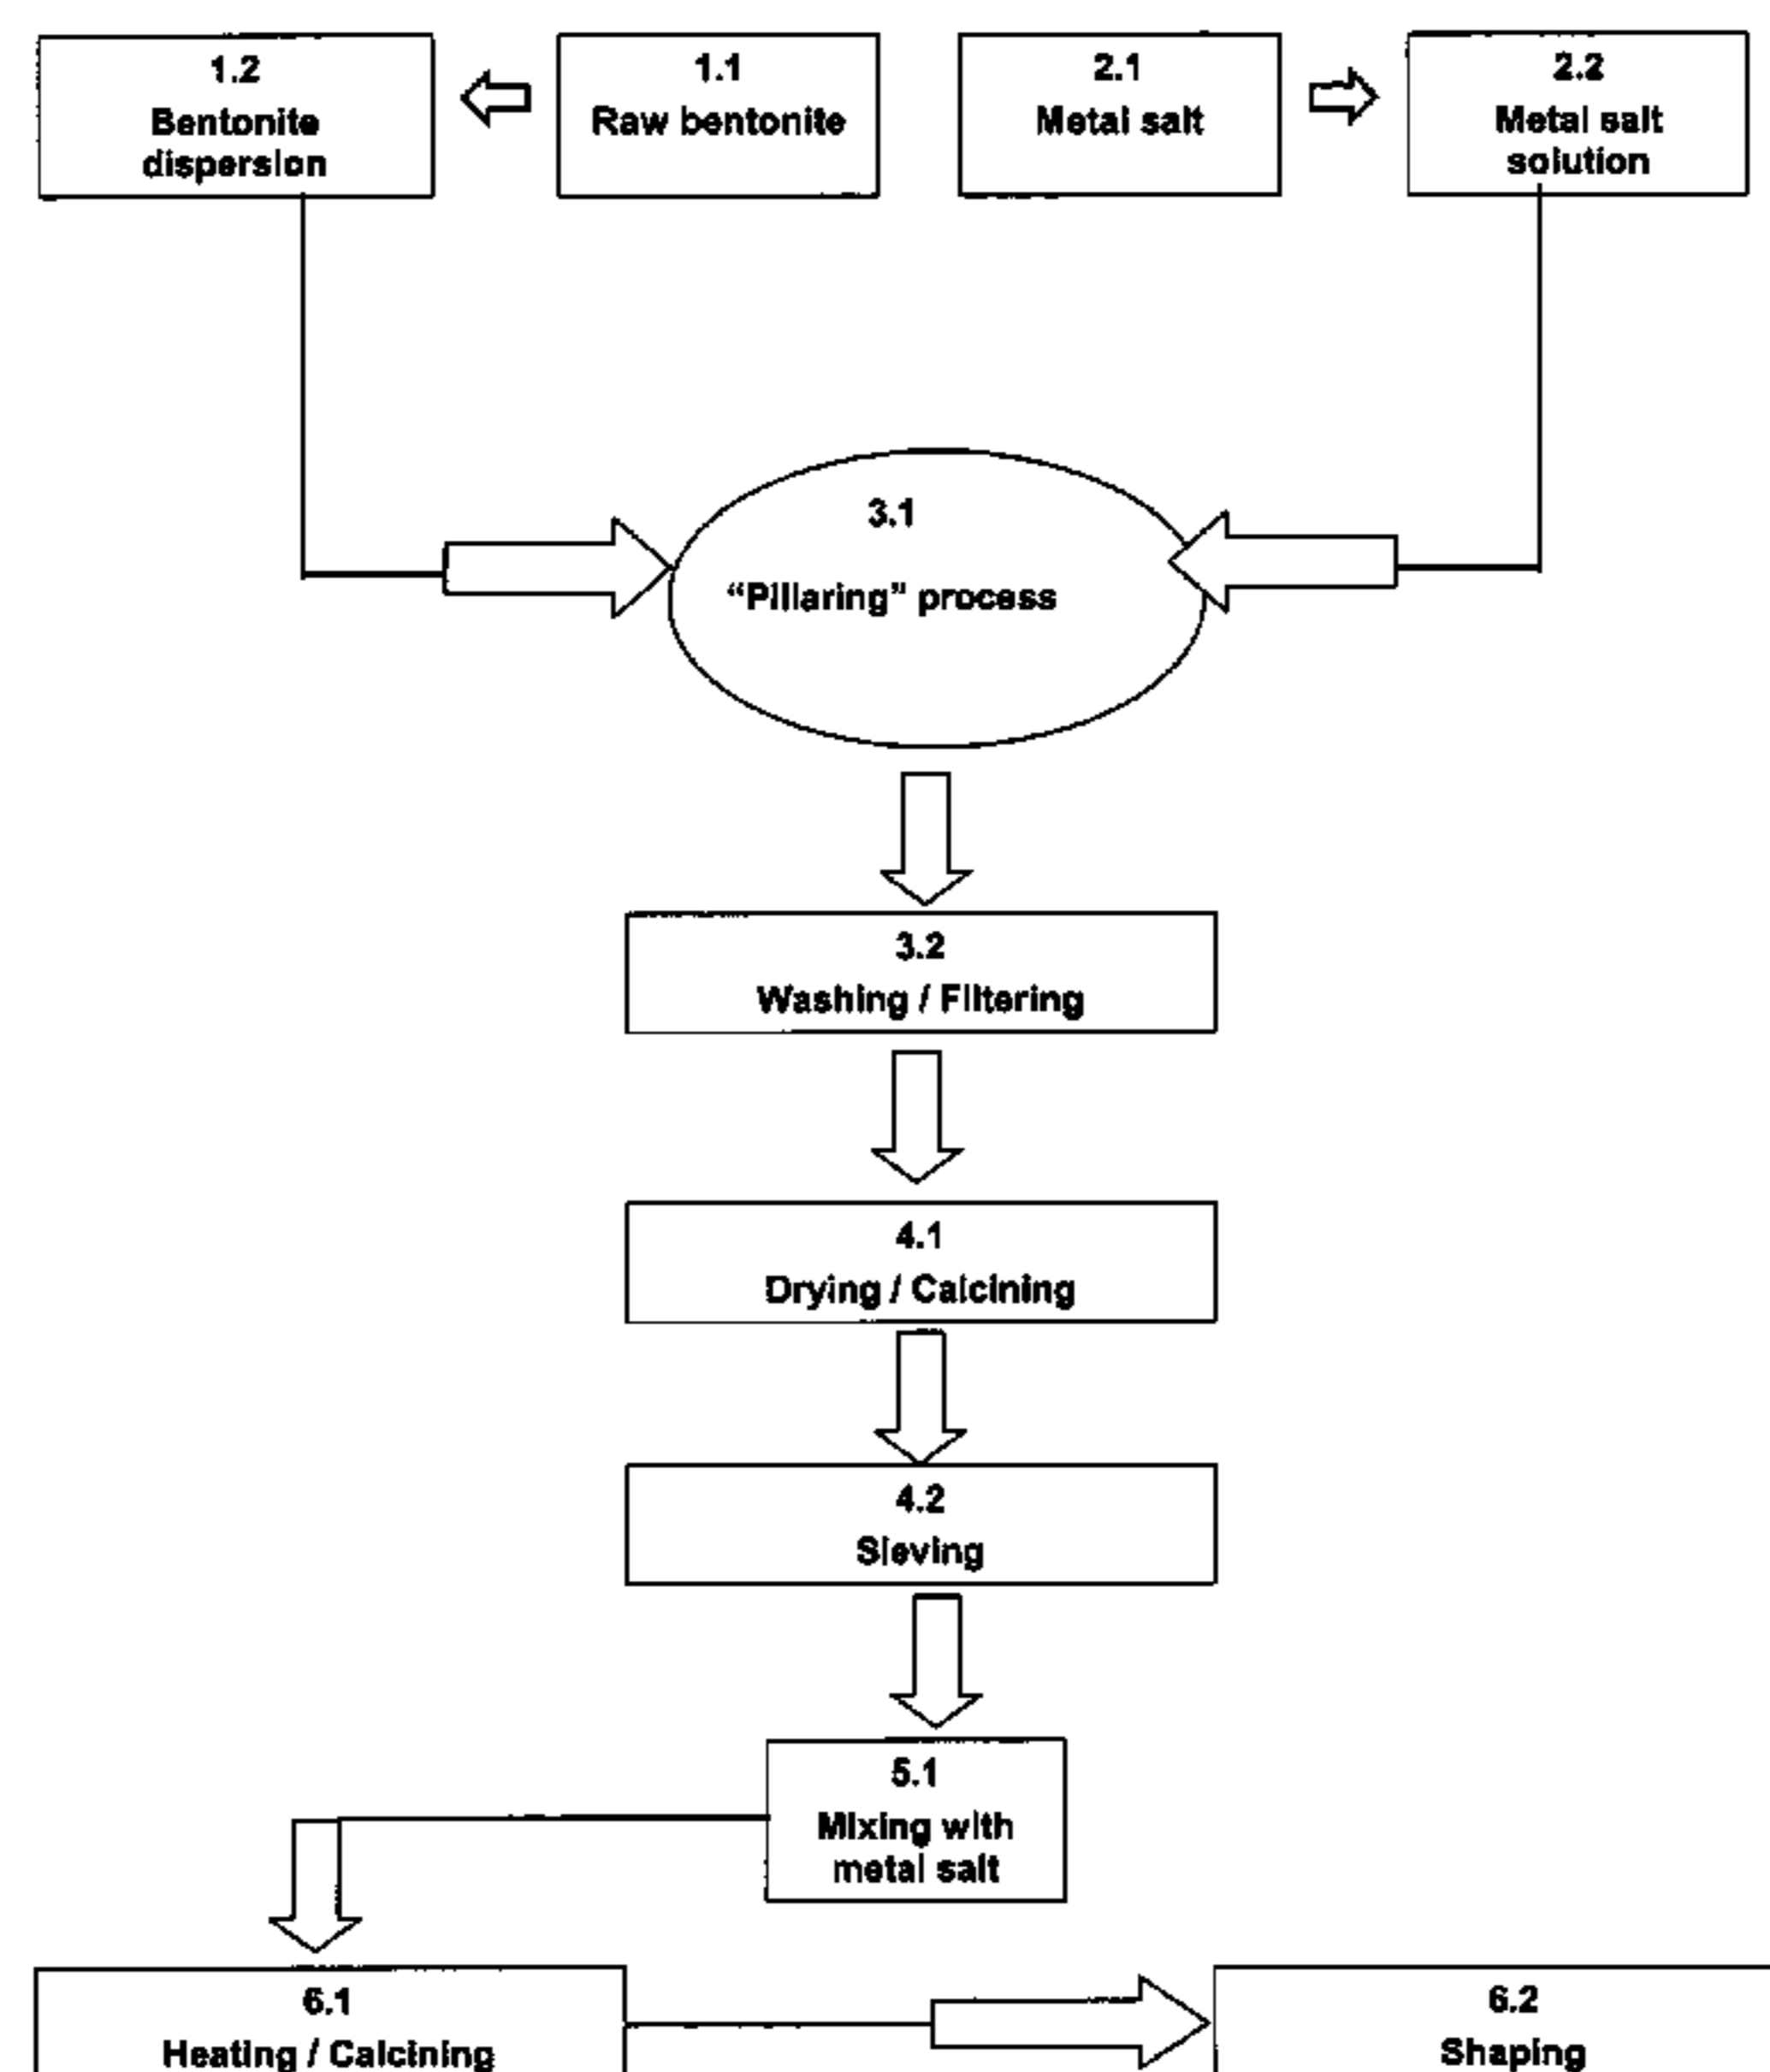 1.2
Bentonite
dispersion
1.1
Raw bentonite
2.1
Metal salt
2.2
Metal salt
solution
3.1
“Pillaring” process
3.2
Washing / Filtering
4.1
Drying / Calcining
4.2
Sieving
5.1
Mixing with
metal salt
6.1
Heating / Calcining
6.2
Shaping